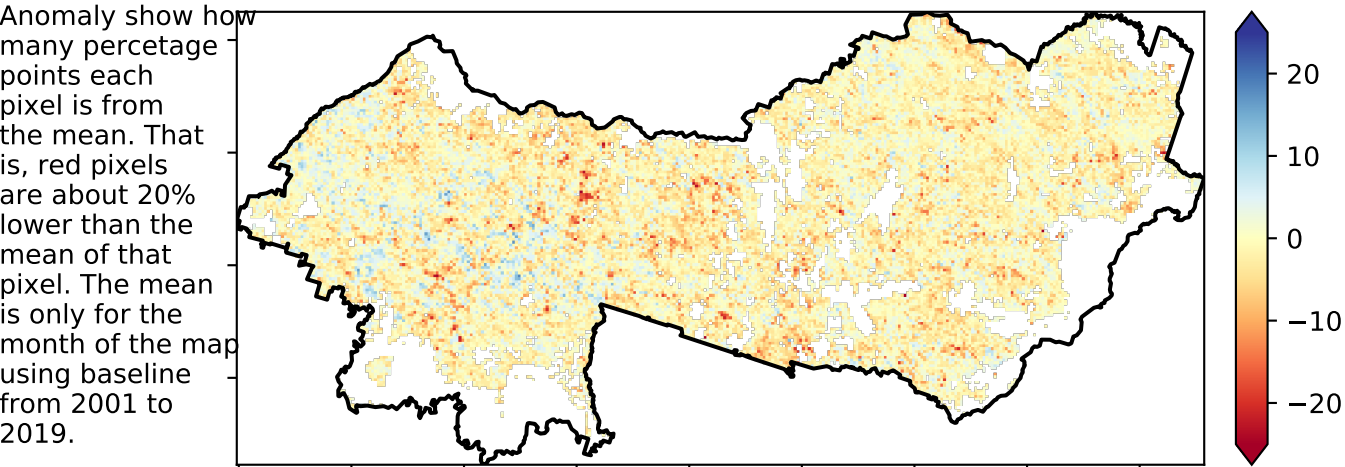 Anomaly show how
many percetage
points each
pixel is from
the mean. That
is, red pixels
are about 20%
lower than the
mean of that
pixel. The mean
is only for the
month of the map
using baseline
from 2001 to
2019.
20
10
0
−10
−20